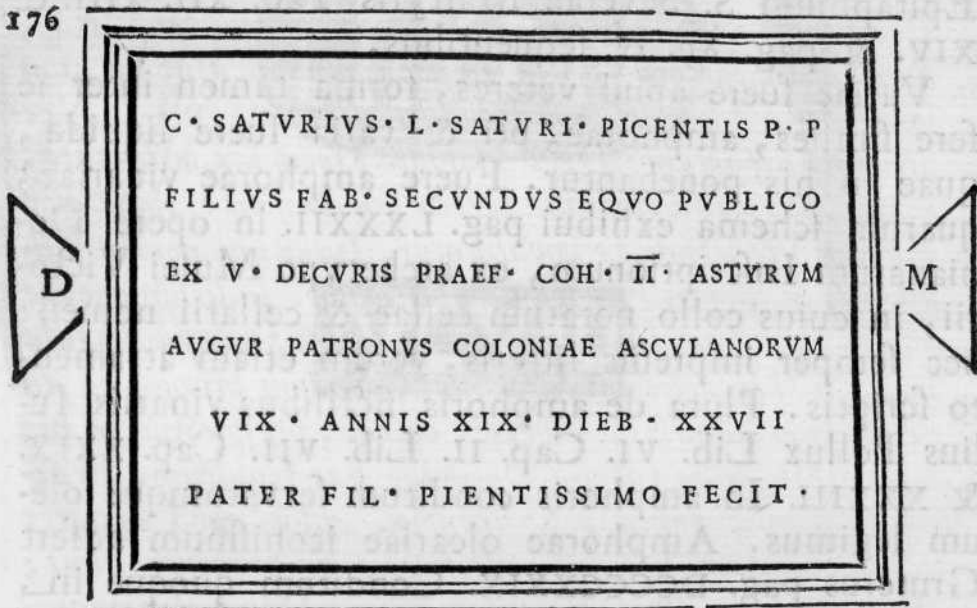 176
C · SATVRIVS · L · SATVRI · PICENTIS P · P
FILIVS FAB · SECVNDVS EQVO PVBLICO
D EX V · DECVRIS PRAEF · COH · II · ASTYRVM M
AVGVR PATRONVS COLONIAE ASCVLANORVM
VIX · ANNIS XIX · DIEB · XXVII ·
PATER FIL · PIENTISSIMO FECIT ·